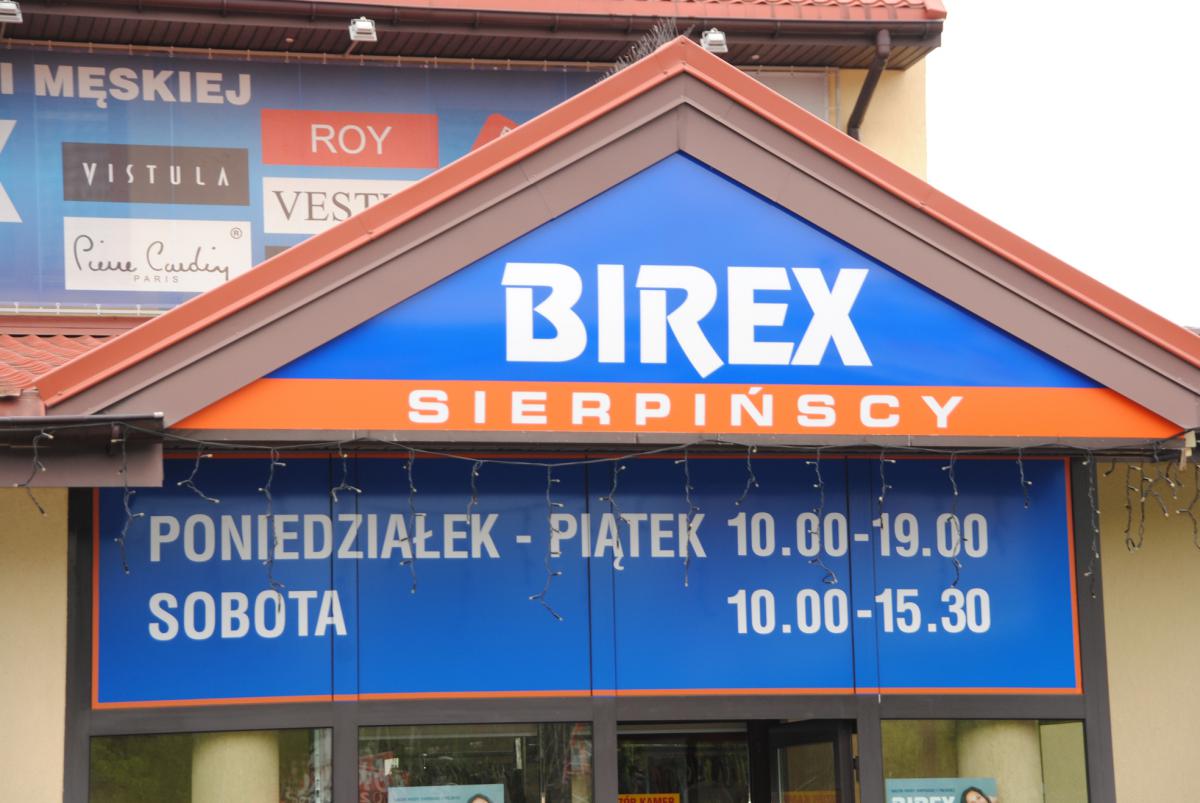 I MĘSKIEJ
ROY
VISTULA
Pierre Cardin ®
PARIS
BIREX
SIERPIŃSCY
PONIEDZIAŁEK - PIĄTEK 10.00-19.00
SOBOTA 10.00-15.30
BIREX